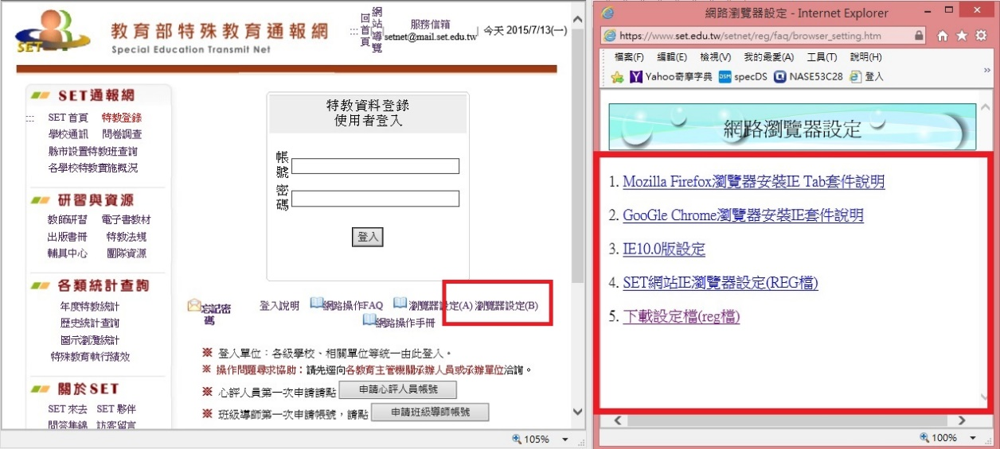 SET
教育部特殊教育通報網
Special Education Transmit Net
:::
回首頁
網站導覽
服務信箱
setnet@mail.set.edu.tw
今天 2015/7/13(一)
SET通報網
:::
SET 首頁 特教登錄
學校通訊 問卷調查
縣市設置特教班查詢
各學校特教實施概況
研習與資源
教師研習 電子書教材
出版書冊 特教法規
輔具中心 團隊資源
各類統計查詢
年度特教統計
歷史統計查詢
圖示瀏覽統計
特殊教育執行績效
關於SET
SET 來去 SET 夥伴
問答集錦 訪客留言
特教資料登錄
使用者登入
帳號
密碼
登入
忘記密碼
登入說明 網路操作FAQ 瀏覽器設定(A) 瀏覽器設定(B)
網路操作手冊
※ 登入單位：各級學校、相關單位等統一由此登入。
※ 操作問題尋求協助：請先逕向各教育主管機關承辦人員或承辦單位洽詢。
※ 心評人員第一次申請請點 申請心評人員帳號
※ 班級導師第一次申請帳號，請點 申請班級導師帳號
105%
網路瀏覽器設定 - Internet Explorer
https://www.set.edu.tw/setnet/reg/faq/browser_setting.htm
檔案(F) 編輯(E) 檢視(V) 我的最愛(A) 工具(T) 說明(H)
Yahoo奇摩字典 specDS NASE53C28 登入
網路瀏覽器設定
1. Mozilla Firefox瀏覽器安裝IE Tab套件說明
2. GooGle Chrome瀏覽器安裝IE套件說明
3. IE10.0版設定
4. SET網站IE瀏覽器設定(REG檔)
5. 下載設定檔(reg檔)
100%